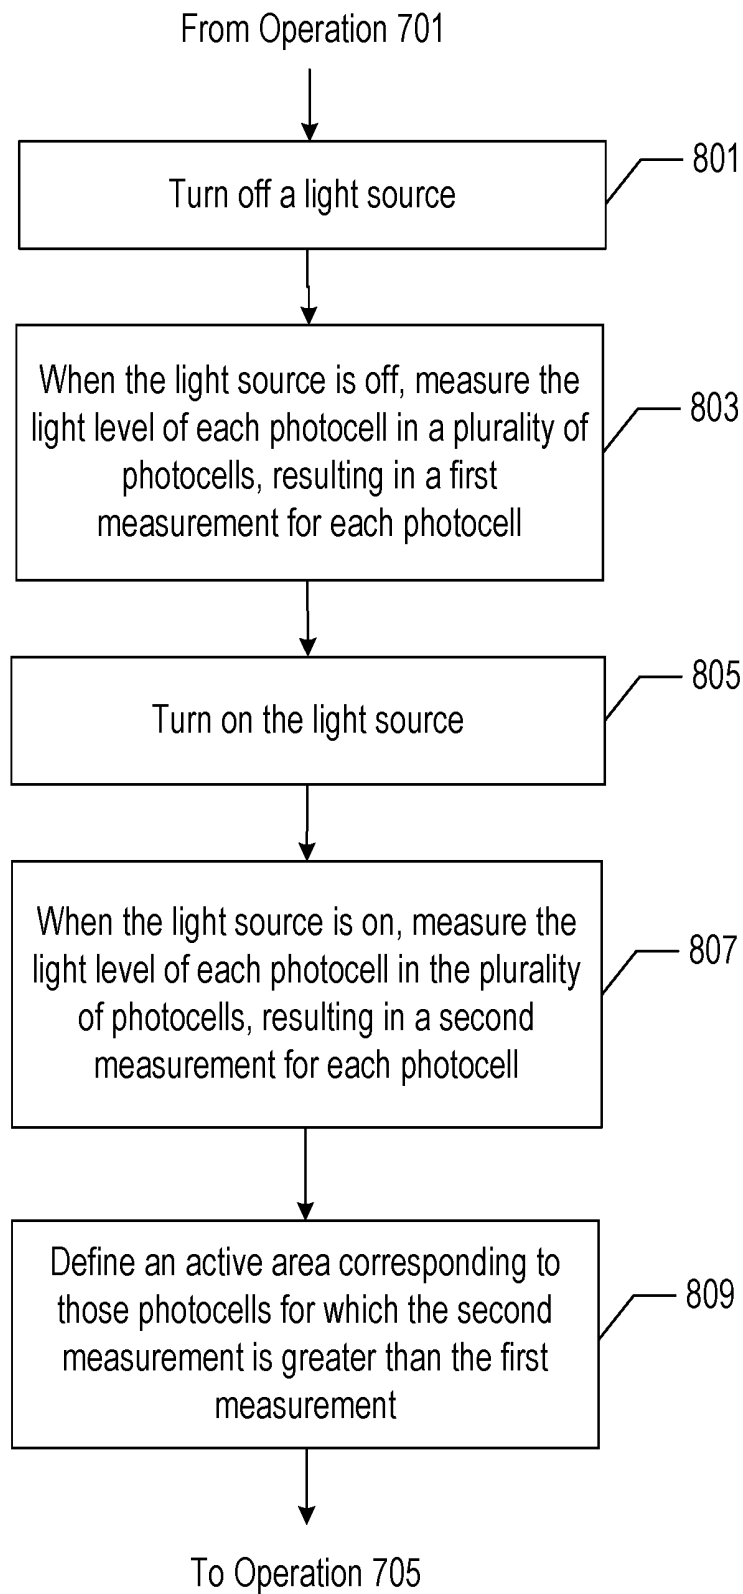 From Operation 701
Turn off a light source
801
When the light source is off, measure the
light level of each photocell in a plurality of
photocells, resulting in a first
measurement for each photocell
803
Turn on the light source
805
When the light source is on, measure the
light level of each photocell in the plurality
of photocells, resulting in a second
measurement for each photocell
807
Define an active area corresponding to
those photocells for which the second
measurement is greater than the first
measurement
809
To Operation 705